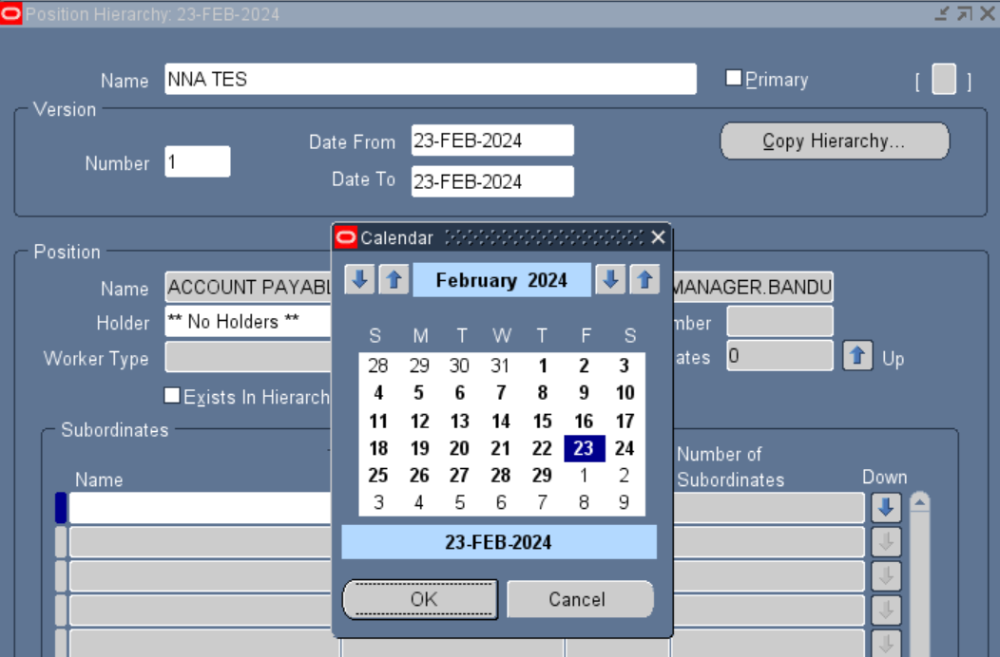 Position Hierarchy: 23-FEB-2024
Name NNA TES Primary [ ]
Version
Number 1
Date From 23-FEB-2024
Date To 23-FEB-2024
Copy Hierarchy...
Position
Name ACCOUNT PAYABL MANAGER.BANDU
Holder ** No Holders ** mber
Worker Type ates 0 Up
Exists In Hierarch
Subordinates
Name
Number of
Subordinates
Down
Calendar
February 2024
S M T W T F S
28 29 30 31 1 2 3
4 5 6 7 8 9 10
11 12 13 14 15 16 17
18 19 20 21 22 23 24
25 26 27 28 29 1 2
3 4 5 6 7 8 9
23-FEB-2024
OK Cancel